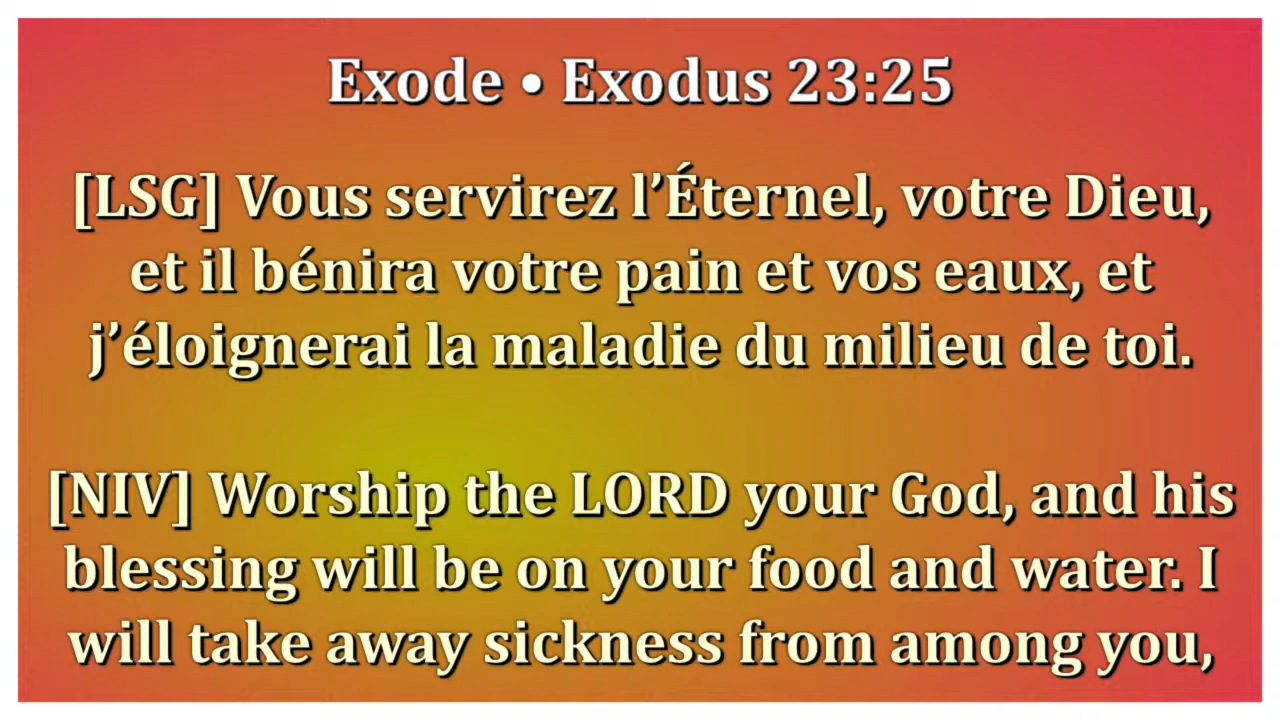 Exode • Exodus 23:25
[LSG] Vous servirez l’Éternel, votre Dieu,
et il bénira votre pain et vos eaux, et
j’éloignerai la maladie du milieu de toi.
[NIV] Worship the LORD your God, and his
blessing will be on your food and water. I
will take away sickness from among you,